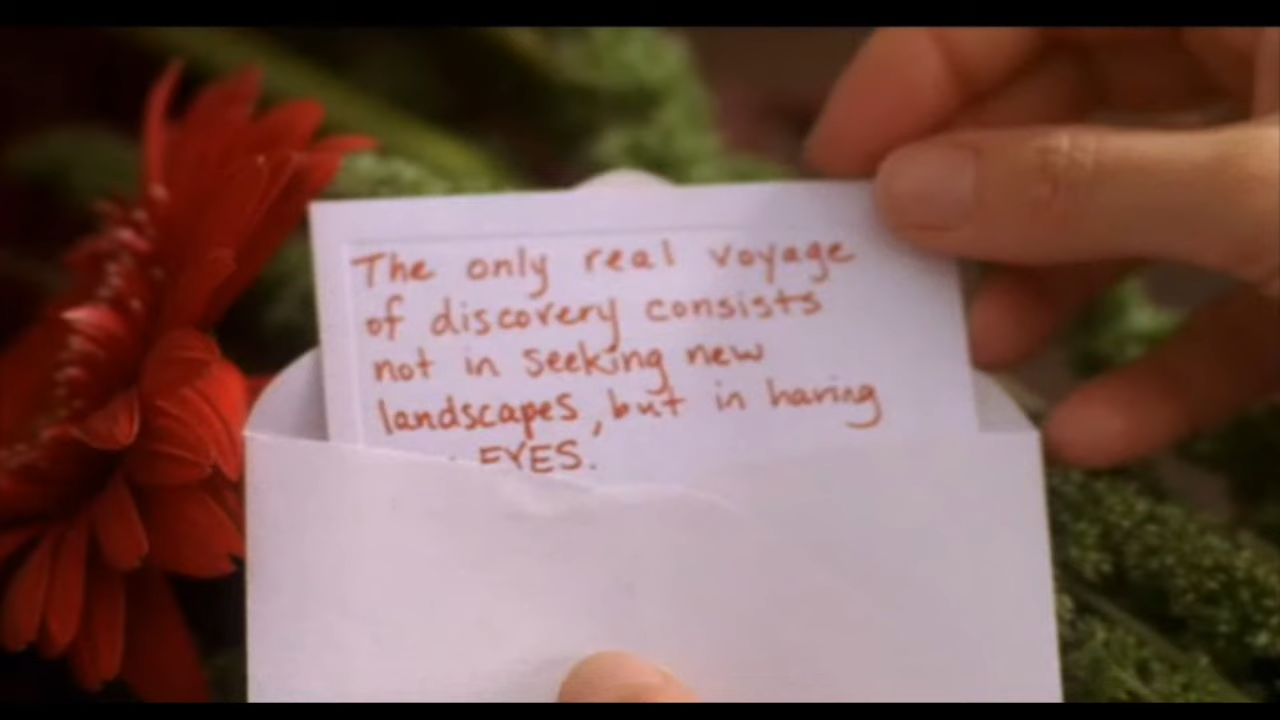 The only real voyage
of discovery consists
not in seeking new
landscapes, but in having
EYES.